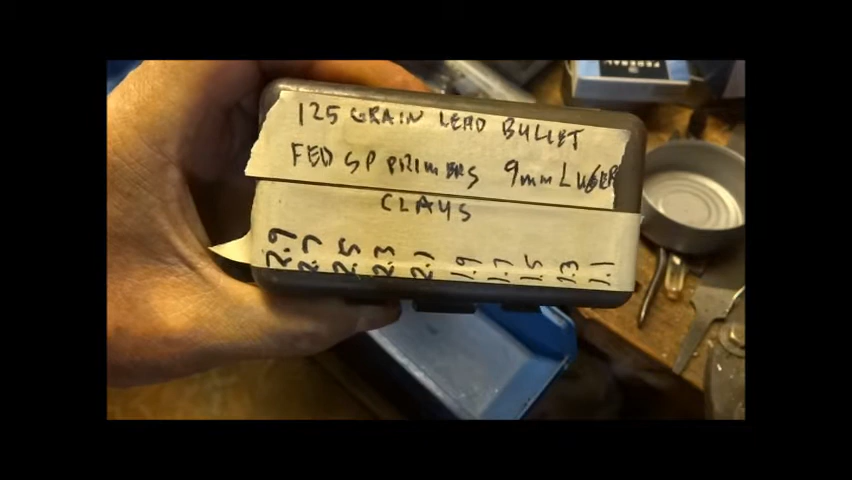 125 GRAIN LEAD BULLET
FED SP PRIMERS 9mm LUGER
CLAYS
2.9 2.7 2.5 2.3 2.1 1.9 1.7 1.5 1.3 1.1
FEDERAL